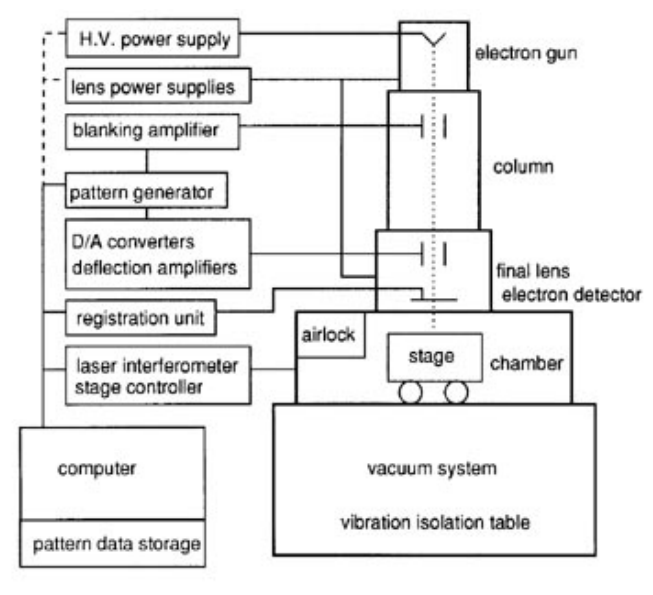 H.V. power supply
electron gun
lens power supplies
blanking amplifier
column
pattern generator
D/A converters
deflection amplifiers
final lens
electron detector
registration unit
airlock
stage
chamber
laser interferometer
stage controller
computer
pattern data storage
vacuum system
vibration isolation table